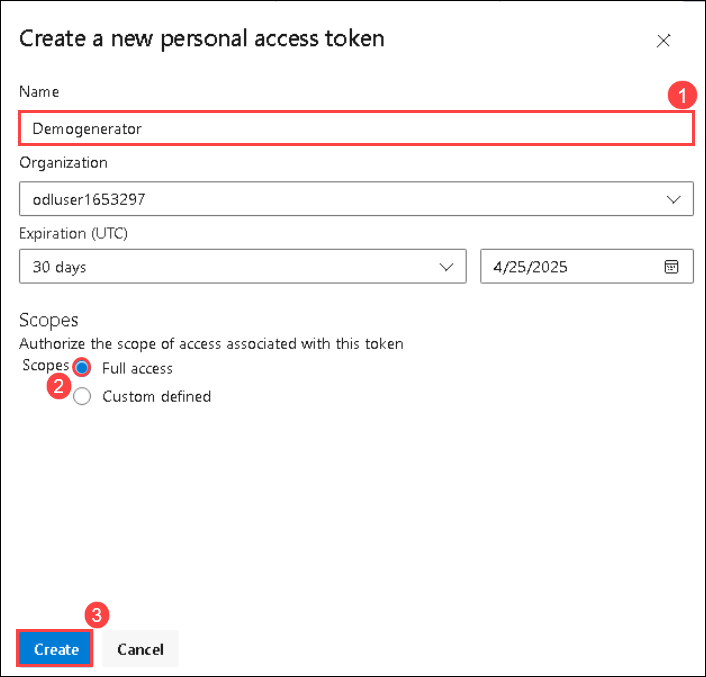 Create a new personal access token
Name
1
Demogenerator
Organization
odluser1653297
Expiration (UTC)
30 days 4/25/2025
Scopes
Authorize the scope of access associated with this token
Scopes Full access
2
Custom defined
3
Create Cancel